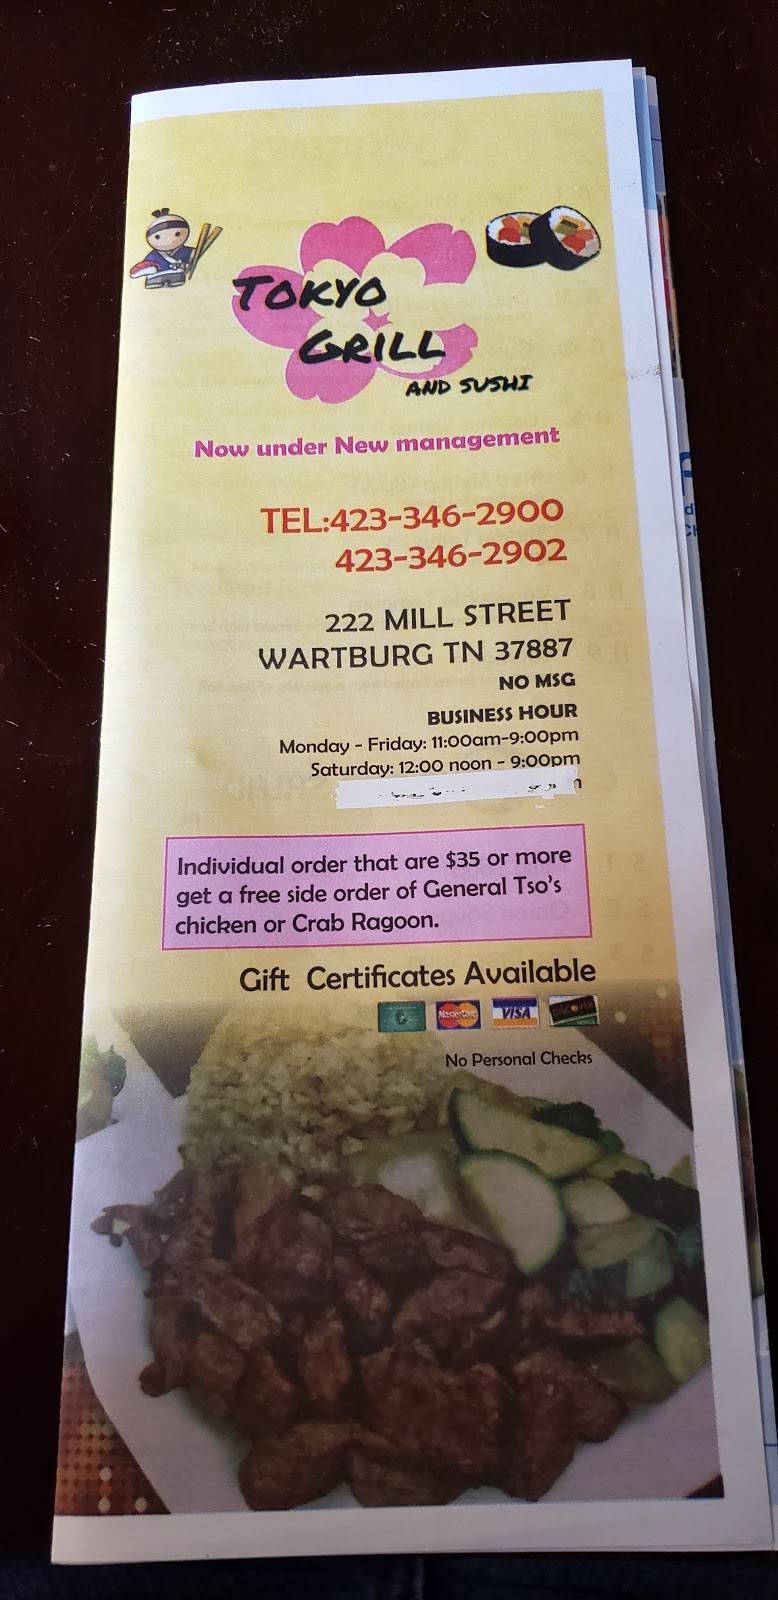 TOKYO
GRILL
AND SUSHI
Now under New management
TEL:423-346-2900
423-346-2902
222 MILL STREET
WARTBURG TN 37887
NO MSG
BUSINESS HOUR
Monday - Friday: 11:00am-9:00pm
Saturday: 12:00 noon - 9:00pm
Individual order that are $35 or more
get a free side order of General Tso's
chicken or Crab Ragoon.
Gift Certificates Available
MasterCard VISA
No Personal Checks